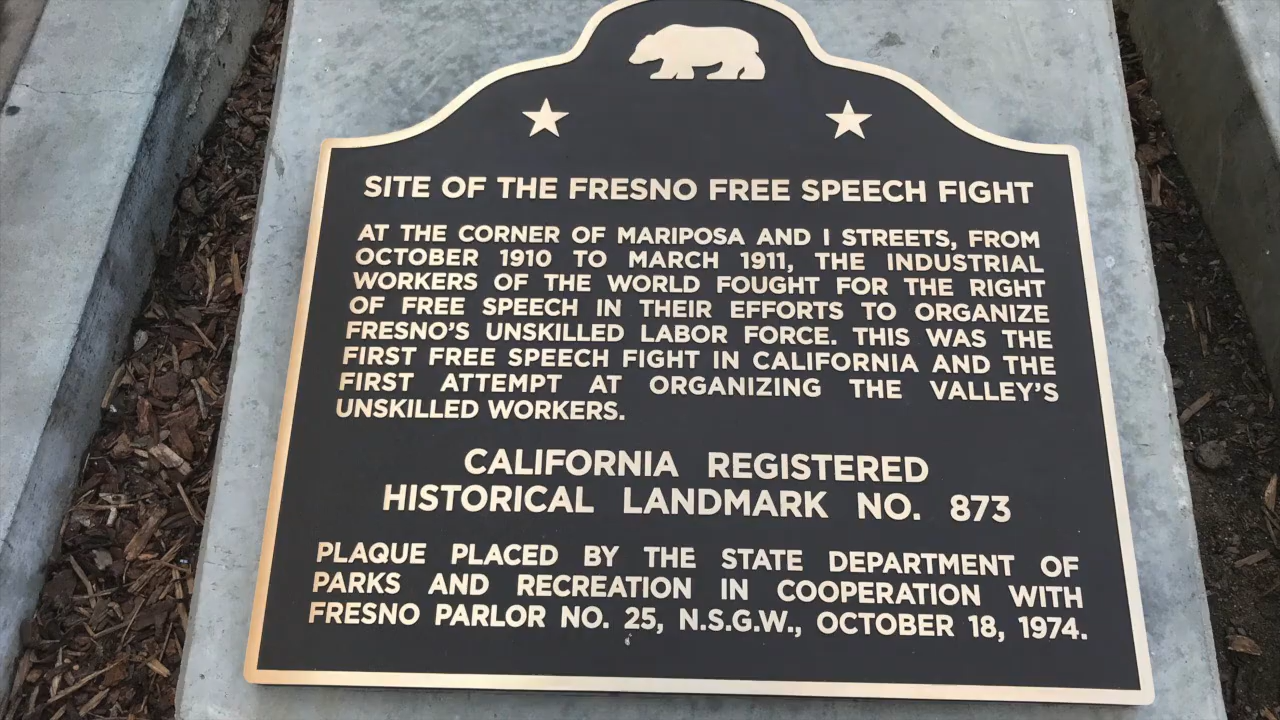 SITE OF THE FRESNO FREE SPEECH FIGHT
AT THE CORNER OF MARIPOSA AND I STREETS, FROM
OCTOBER 1910 TO MARCH 1911, THE INDUSTRIAL
WORKERS OF THE WORLD FOUGHT FOR THE RIGHT
OF FREE SPEECH IN THEIR EFFORTS TO ORGANIZE
FRESNO'S UNSKILLED LABOR FORCE. THIS WAS THE
FIRST FREE SPEECH FIGHT IN CALIFORNIA AND THE
FIRST ATTEMPT AT ORGANIZING THE VALLEY'S
UNSKILLED WORKERS.
CALIFORNIA REGISTERED
HISTORICAL LANDMARK NO. 873
PLAQUE PLACED BY THE STATE DEPARTMENT OF
PARKS AND RECREATION IN COOPERATION WITH
FRESNO PARLOR NO. 25, N.S.G.W., OCTOBER 18, 1974.